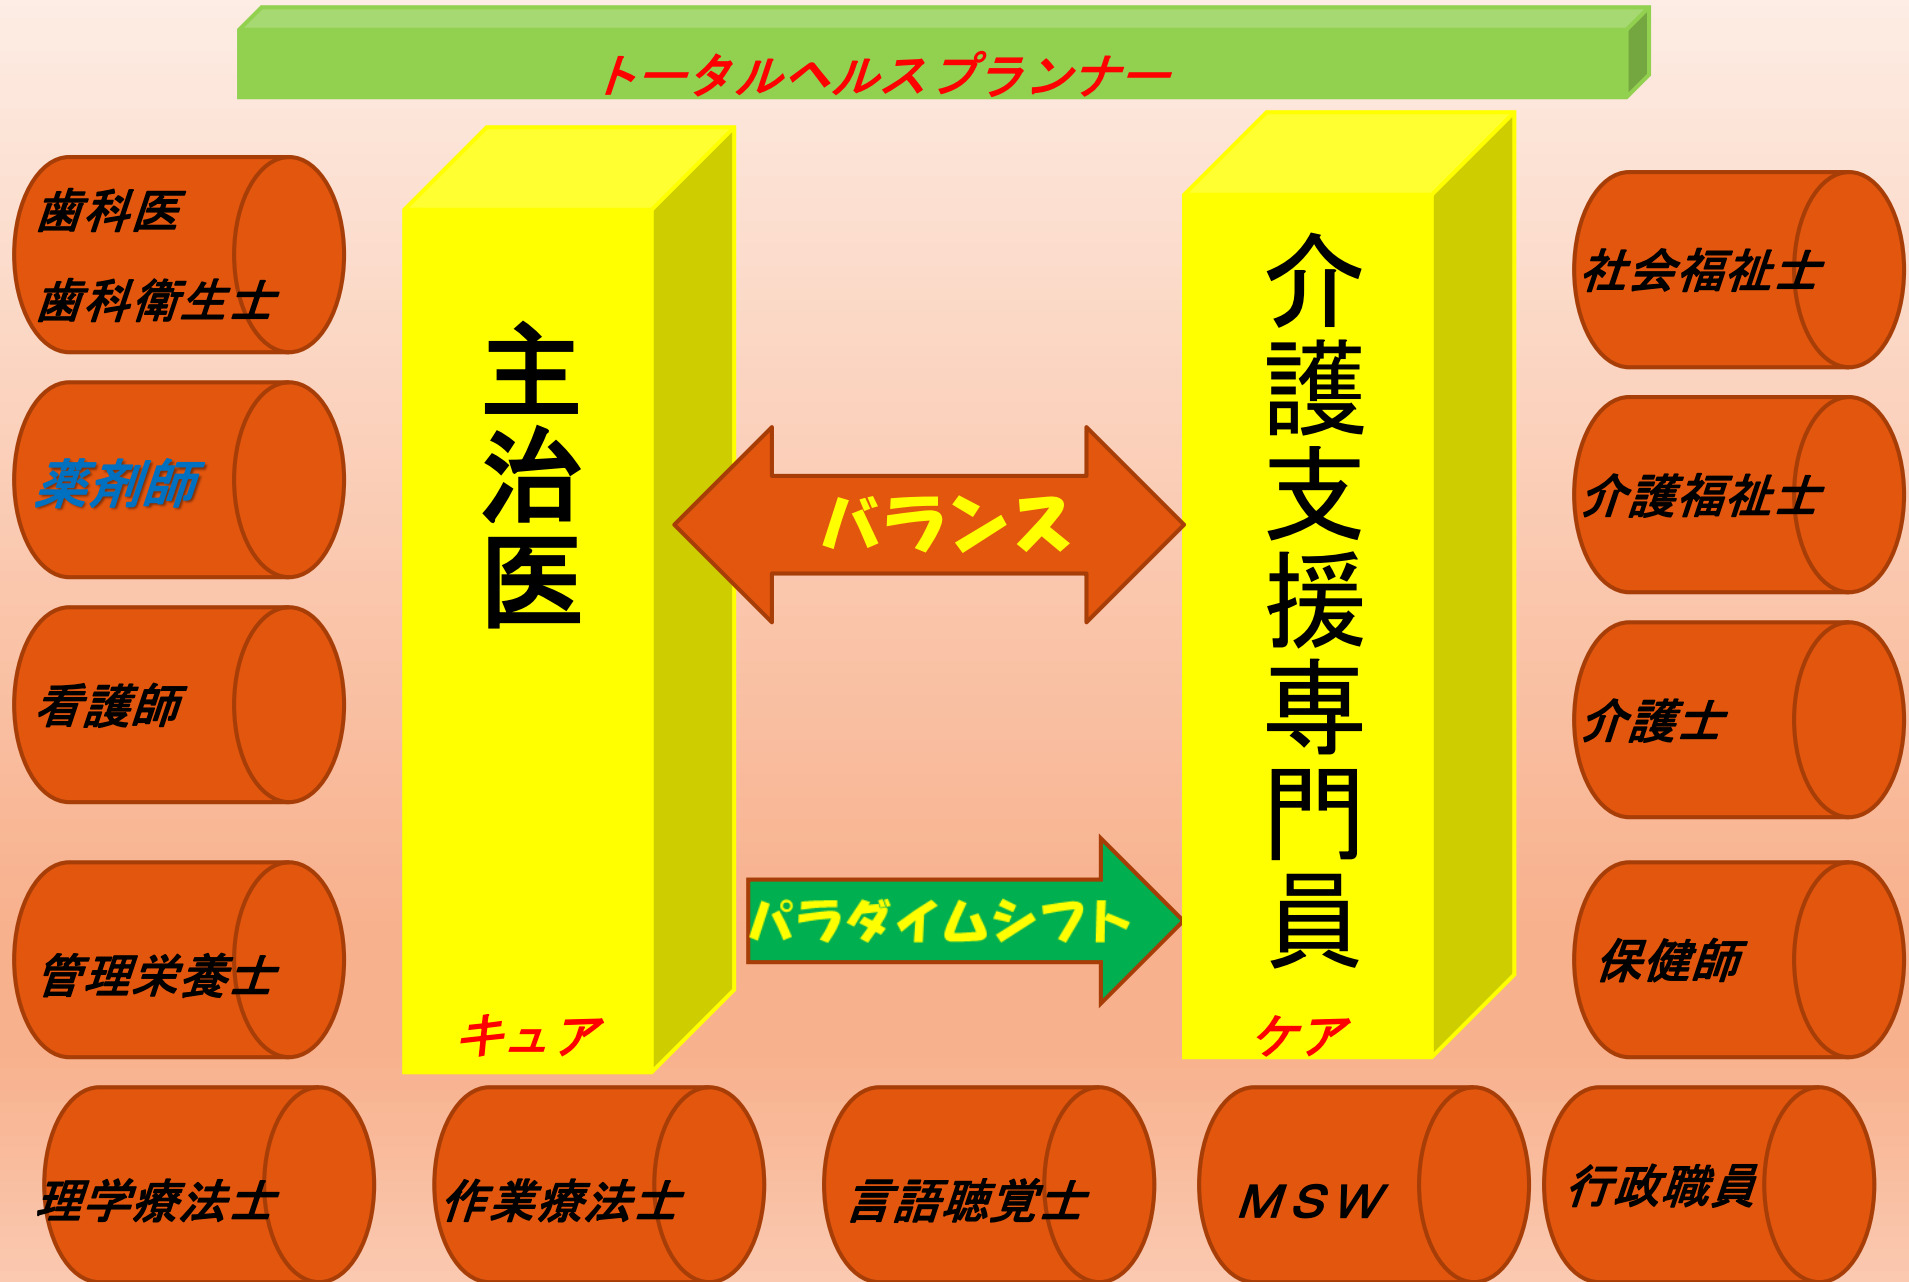 トータルヘルスプランナー
歯科医
歯科衛生士
薬剤師
看護師
管理栄養士
主治医
キュア
バランス
パラダイムシフト
介護支援専門員
ケア
社会福祉士
介護福祉士
介護士
保健師
理学療法士
作業療法士
言語聴覚士
ＭＳＷ
行政職員